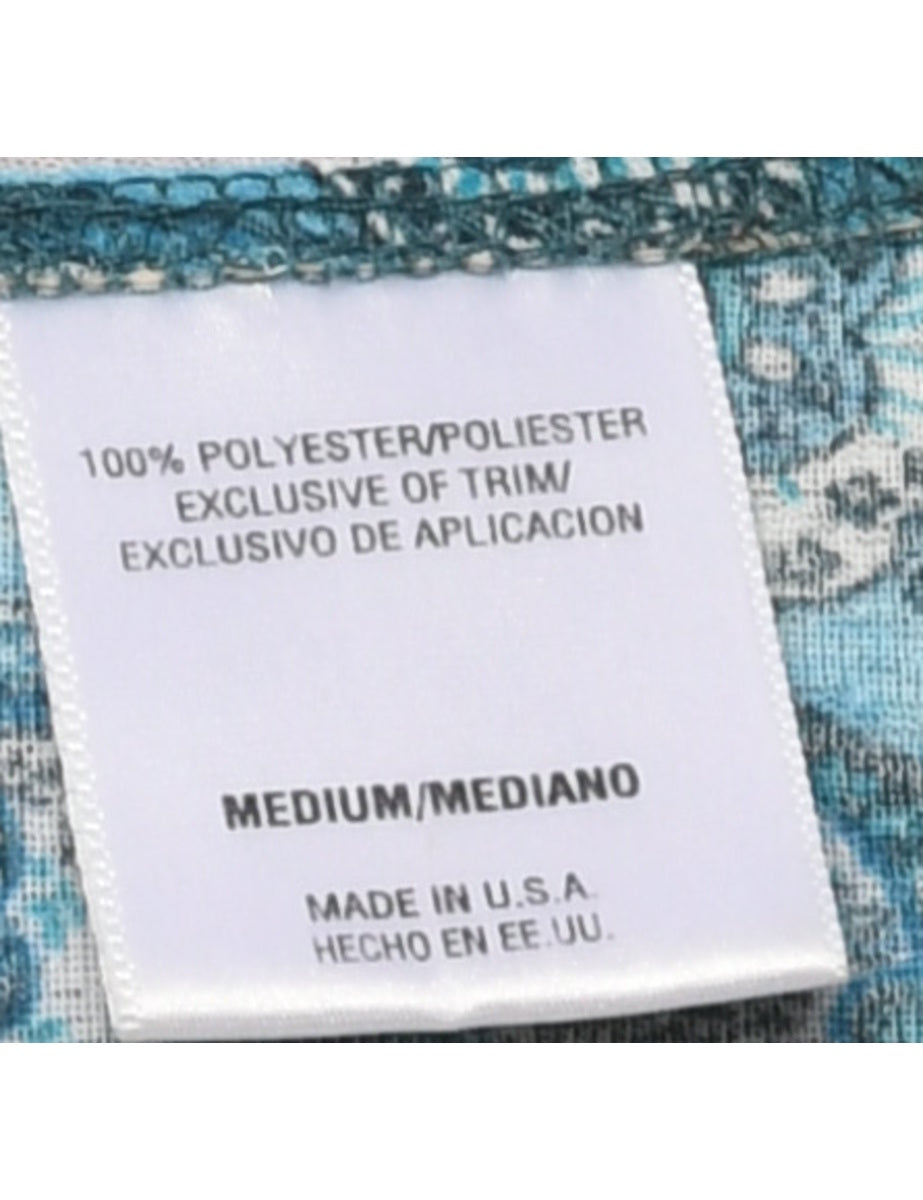 100% POLYESTER/POLIESTER
EXCLUSIVE OF TRIM/
EXCLUSIVO DE APLICACION
MEDIUM/MEDIANO
MADE IN U.S.A.
HECHO EN EE.UU.